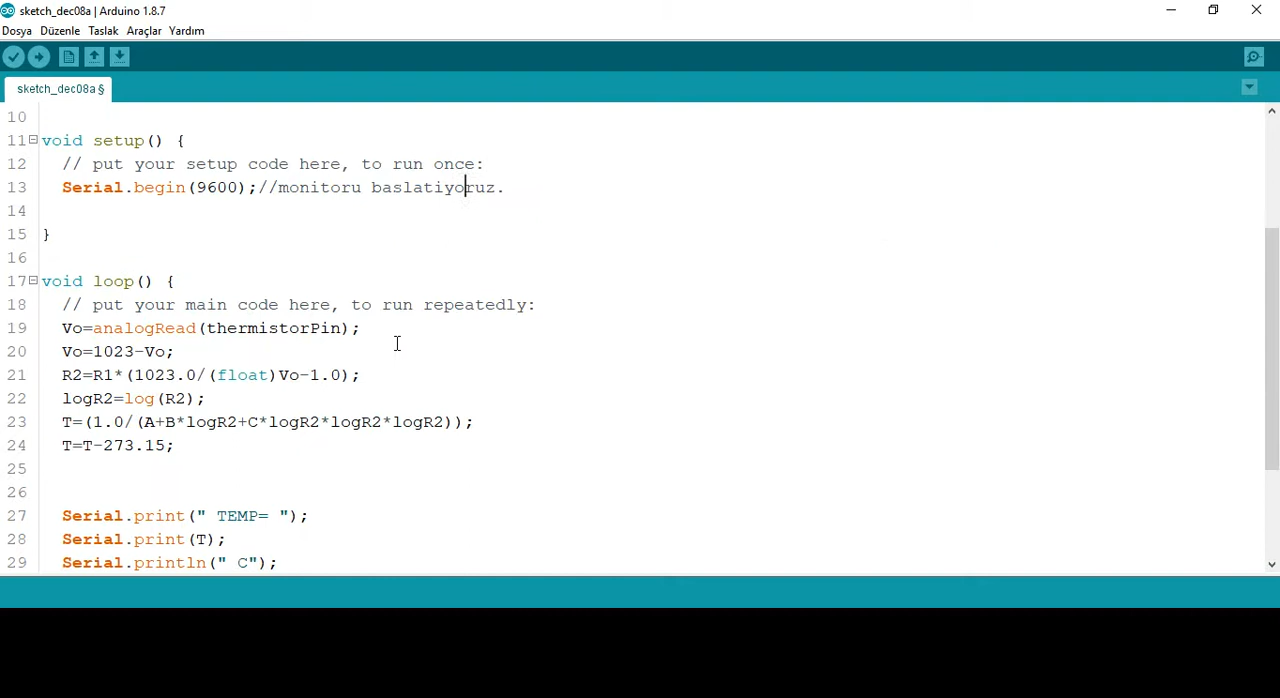 sketch_dec08a | Arduino 1.8.7
Dosya Düzenle Taslak Araçlar Yardım
sketch_dec08a §
10
11 void setup() {
12 // put your setup code here, to run once:
13 Serial.begin(9600);//monitoru baslatiyoruz.
14
15 }
16
17 void loop() {
18 // put your main code here, to run repeatedly:
19 Vo=analogRead(thermistorPin);
20 Vo=1023-Vo;
21 R2=R1*(1023.0/(float)Vo-1.0);
22 logR2=log(R2);
23 T=(1.0/(A+B*logR2+C*logR2*logR2*logR2));
24 T=T-273.15;
25
26
27 Serial.print(" TEMP= ");
28 Serial.print(T);
29 Serial.println(" C");